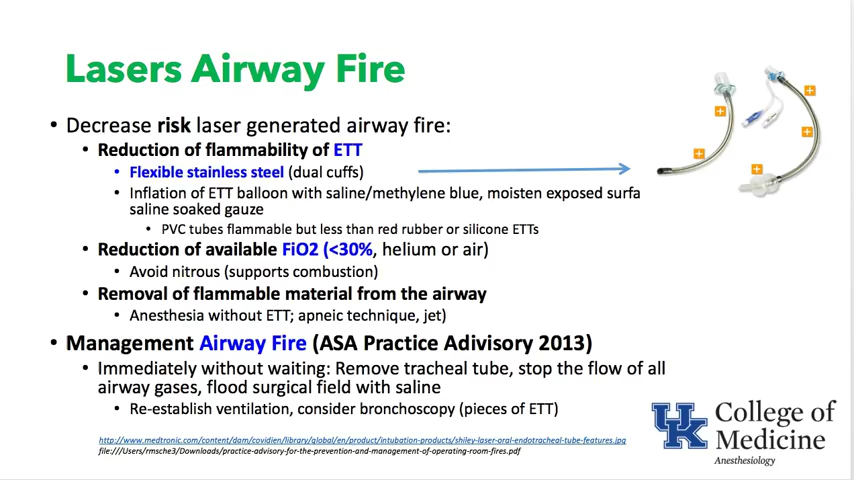 Lasers Airway Fire
• Decrease risk laser generated airway fire:
• Reduction of flammability of ETT
• Flexible stainless steel (dual cuffs)
• Inflation of ETT balloon with saline/methylene blue, moisten exposed surfa
saline soaked gauze
• PVC tubes flammable but less than red rubber or silicone ETTs
• Reduction of available FiO2 (<30%, helium or air)
• Avoid nitrous (supports combustion)
• Removal of flammable material from the airway
• Anesthesia without ETT; apneic technique, jet)
• Management Airway Fire (ASA Practice Adivisory 2013)
• Immediately without waiting: Remove tracheal tube, stop the flow of all
airway gases, flood surgical field with saline
• Re-establish ventilation, consider bronchoscopy (pieces of ETT)
http://www.medtronic.com/content/dam/covidien/library/global/en/product/intubation-products/shiley-laser-oral-endotracheal-tube-features.jpg
file:///Users/rmsche3/Downloads/practice-advisory-for-the-prevention-and-management-of-operating-room-fires.pdf
UK College of
Medicine
Anesthesiology